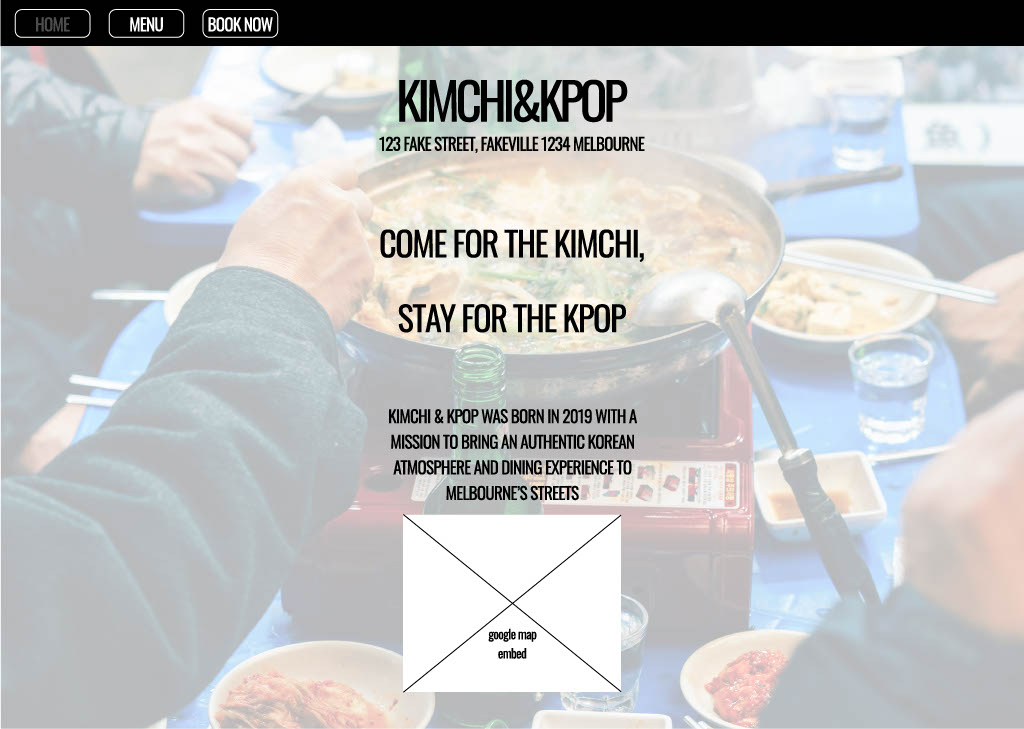 HOME
MENU
BOOK NOW
KIMCHI&KPOP
123 FAKE STREET, FAKEVILLE 1234 MELBOURNE
COME FOR THE KIMCHI,
STAY FOR THE KPOP
KIMCHI & KPOP WAS BORN IN 2019 WITH A
MISSION TO BRING AN AUTHENTIC KOREAN
ATMOSPHERE AND DINING EXPERIENCE TO
MELBOURNE'S STREETS
google map
embed